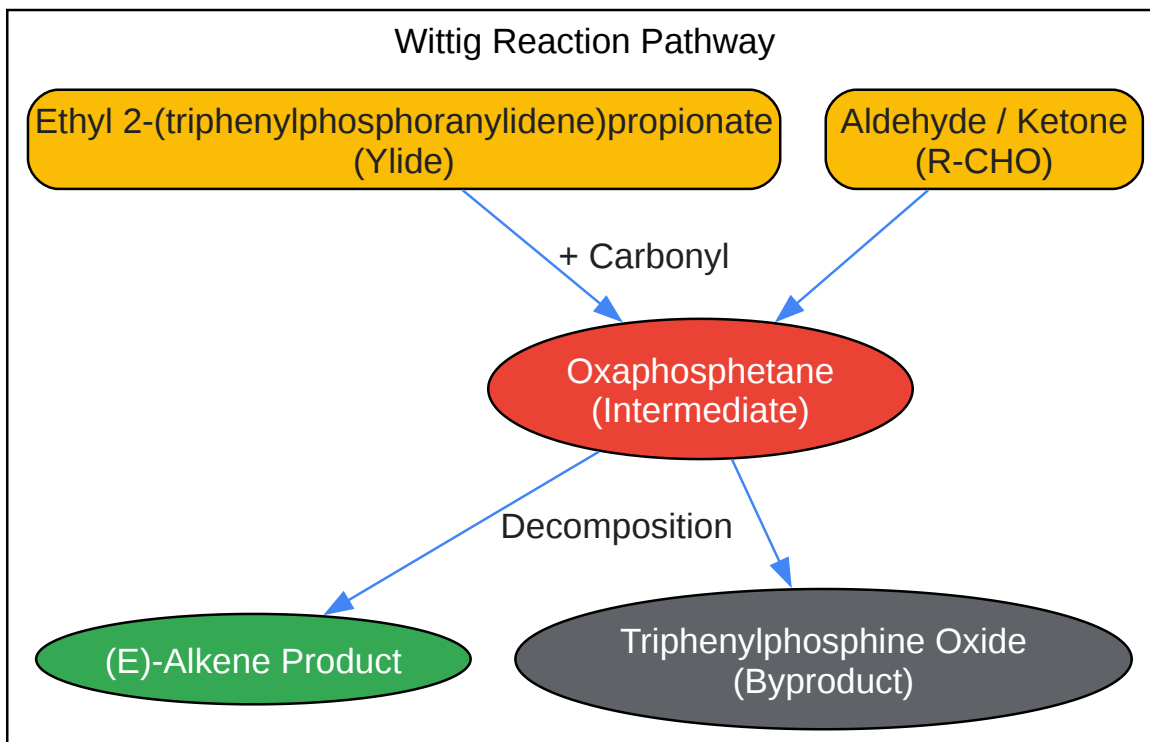 Wittig Reaction Pathway
Ethyl 2-(triphenylphosphoranylidene)propionate
(Ylide)
Aldehyde / Ketone
(R-CHO)
+ Carbonyl
Oxaphosphetane
(Intermediate)
Decomposition
(E)-Alkene Product
Triphenylphosphine Oxide
(Byproduct)